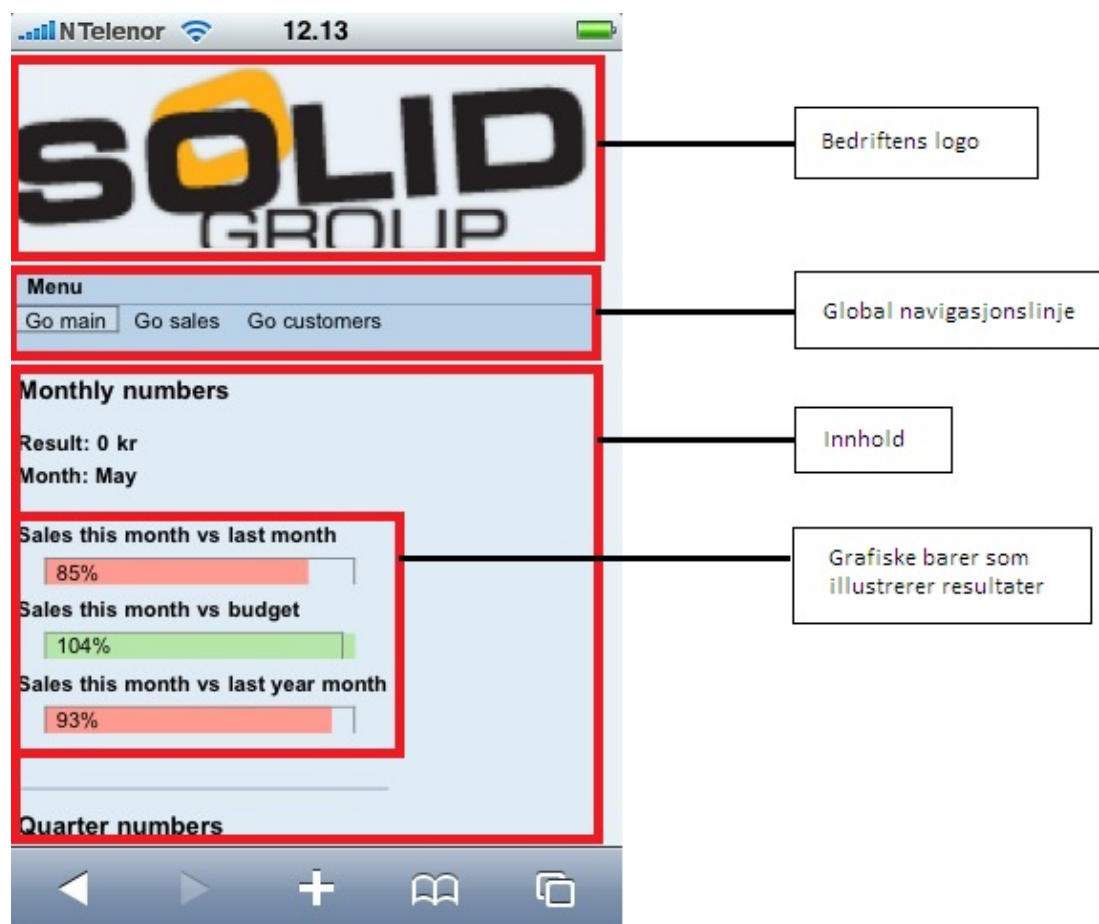 N Telenor 12.13
SOLID
GROUP
Menu
Go main Go sales Go customers
Monthly numbers
Result: 0 kr
Month: May
Sales this month vs last month
85%
Sales this month vs budget
104%
Sales this month vs last year month
93%
Quarter numbers
Bedriftens logo
Global navigasjonslinje
Innhold
Grafiske barer som
illustrerer resultater